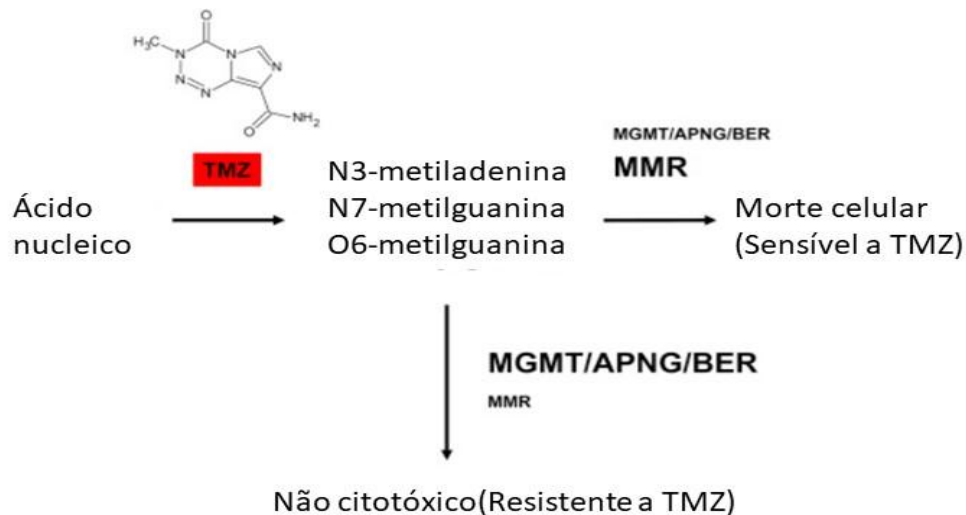 O
H₃C
N
N
N
N
N
N
O
NH₂
TMZ
Ácido
nucleico
N3-metiladenina
N7-metilguanina
O6-metilguanina
MGMT/APNG/BER
MMR
Morte celular
(Sensível a TMZ)
MGMT/APNG/BER
MMR
Não citotóxico(Resistente a TMZ)